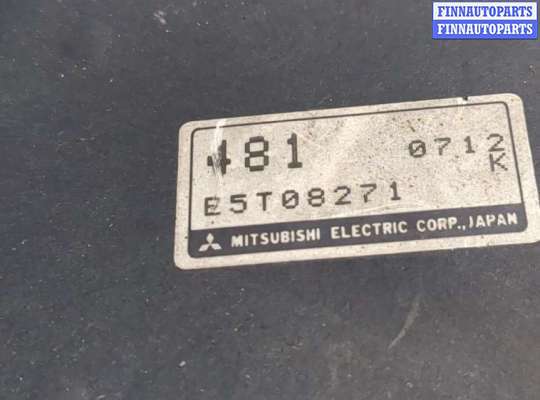 FINNAUTOPARTS
FINNAUTOPARTS
481 0712
K
E5T08271
MITSUBISHI ELECTRIC CORP., JAPAN